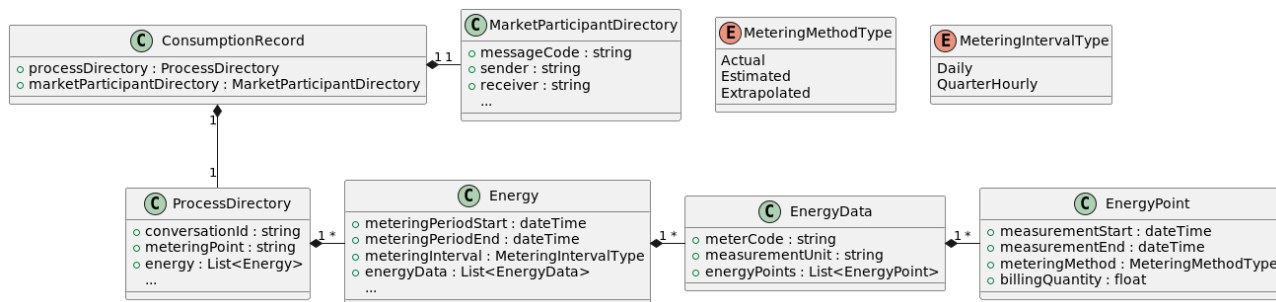 C ConsumptionRecord
processDirectory : ProcessDirectory
marketParticipantDirectory : MarketParticipantDirectory
1 1
C MarketParticipantDirectory
messageCode : string
sender : string
receiver : string
...
E MeteringMethodType
Actual
Estimated
Extrapolated
E MeteringIntervalType
Daily
QuarterHourly
1
1
C ProcessDirectory
conversationId : string
meteringPoint : string
energy : List<Energy>
...
1 *
C Energy
meteringPeriodStart : dateTime
meteringPeriodEnd : dateTime
meteringInterval : MeteringIntervalType
energyData : List<EnergyData>
...
1 *
C EnergyData
meterCode : string
measurementUnit : string
energyPoints : List<EnergyPoint>
1 *
C EnergyPoint
measurementStart : dateTime
measurementEnd : dateTime
meteringMethod : MeteringMethodType
billingQuantity : float